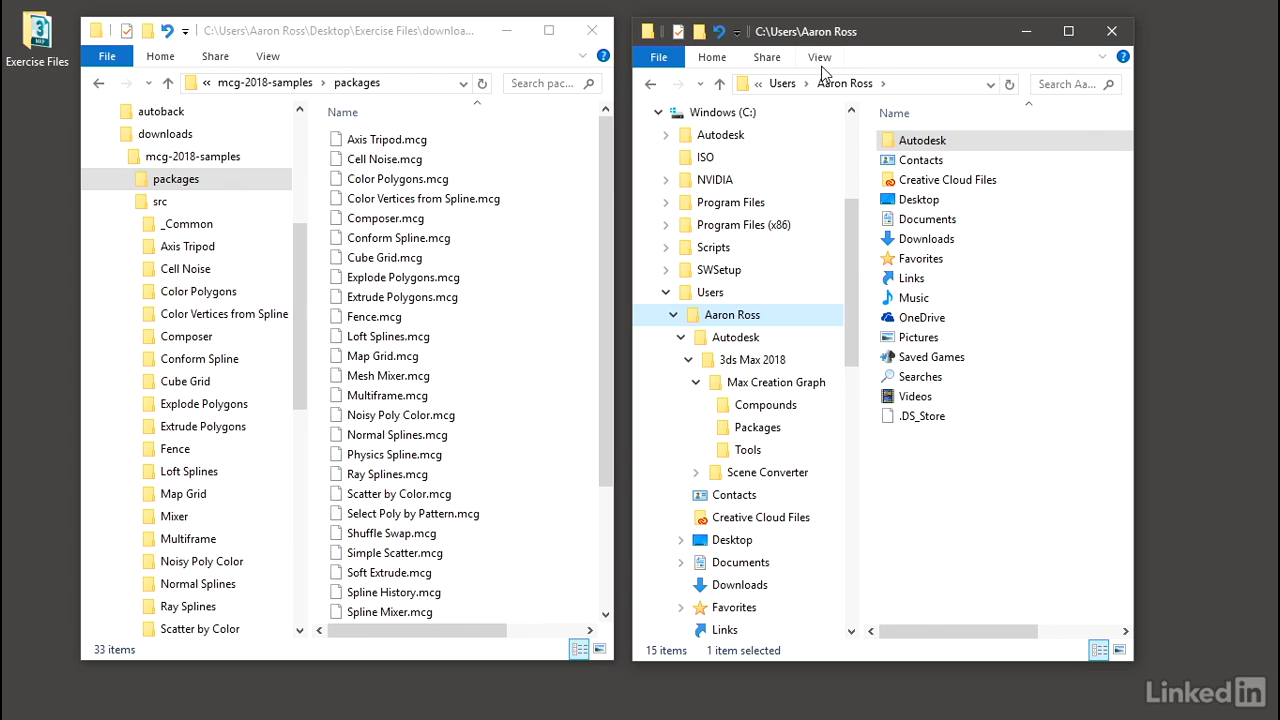 Exercise Files
C:\Users\Aaron Ross\Desktop\Exercise Files\downloa...
File Home Share View
« mcg-2018-samples › packages
Search pac...
autoback
downloads
mcg-2018-samples
packages
src
_Common
Axis Tripod
Cell Noise
Color Polygons
Color Vertices from Spline
Composer
Conform Spline
Cube Grid
Explode Polygons
Extrude Polygons
Fence
Loft Splines
Map Grid
Mixer
Multiframe
Noisy Poly Color
Normal Splines
Ray Splines
Scatter by Color
Name
Axis Tripod.mcg
Cell Noise.mcg
Color Polygons.mcg
Color Vertices from Spline.mcg
Composer.mcg
Conform Spline.mcg
Cube Grid.mcg
Explode Polygons.mcg
Extrude Polygons.mcg
Fence.mcg
Loft Splines.mcg
Map Grid.mcg
Mesh Mixer.mcg
Multiframe.mcg
Noisy Poly Color.mcg
Normal Splines.mcg
Physics Spline.mcg
Ray Splines.mcg
Scatter by Color.mcg
Select Poly by Pattern.mcg
Shuffle Swap.mcg
Simple Scatter.mcg
Soft Extrude.mcg
Spline History.mcg
Spline Mixer.mcg
33 items
C:\Users\Aaron Ross
File Home Share View
« Users › Aaron Ross ›
Search Aa...
Windows (C:)
Autodesk
ISO
NVIDIA
Program Files
Program Files (x86)
Scripts
SWSetup
Users
Aaron Ross
Autodesk
3ds Max 2018
Max Creation Graph
Compounds
Packages
Tools
Scene Converter
Contacts
Creative Cloud Files
Desktop
Documents
Downloads
Favorites
Links
Name
Autodesk
Contacts
Creative Cloud Files
Desktop
Documents
Downloads
Favorites
Links
Music
OneDrive
Pictures
Saved Games
Searches
Videos
.DS_Store
15 items 1 item selected
Linked in